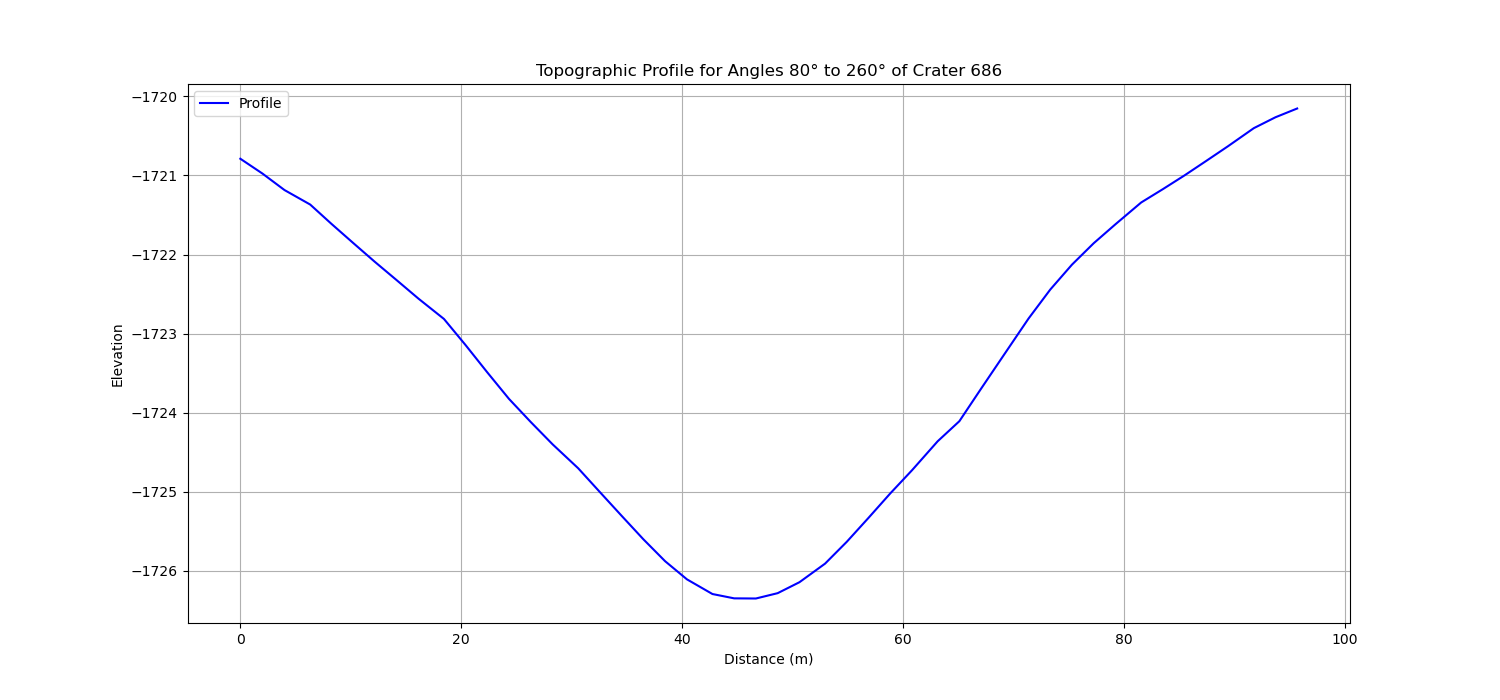 Topographic Profile for Angles 80° to 260° of Crater 686
Profile
−1720
−1721
−1722
−1723
−1724
−1725
−1726
Elevation
0 20 40 60 80 100
Distance (m)